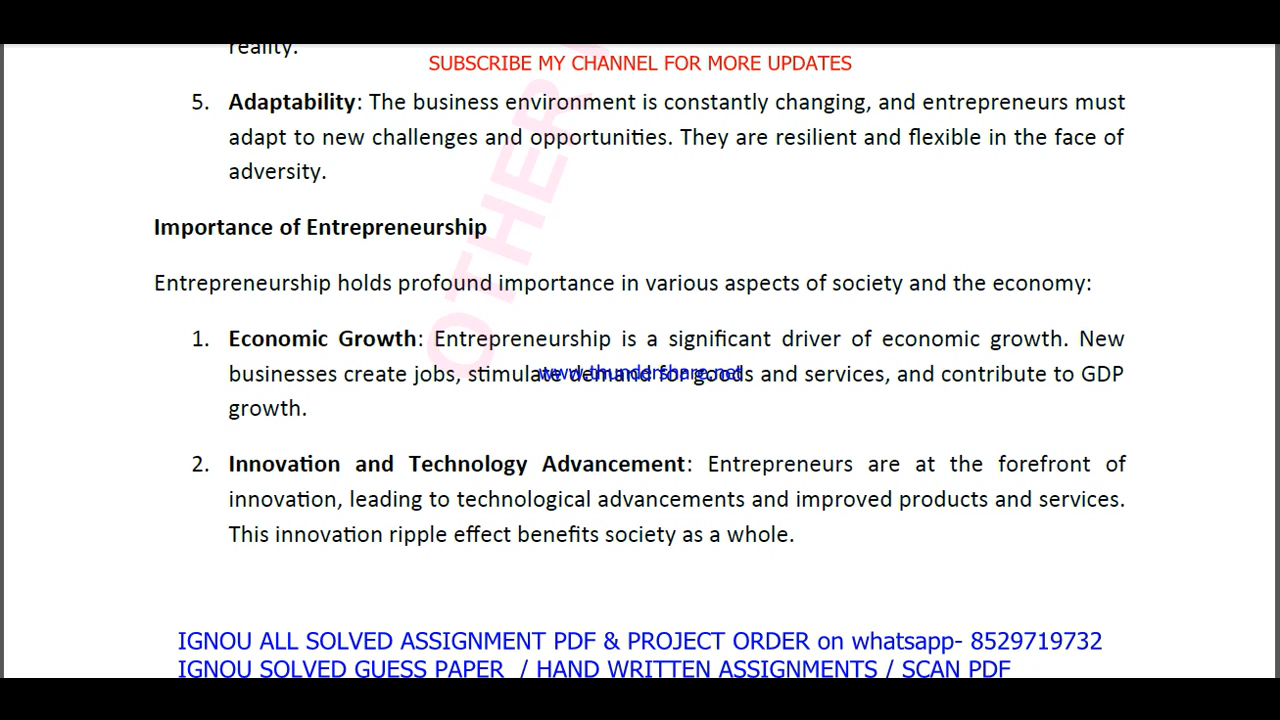 reality.
SUBSCRIBE MY CHANNEL FOR MORE UPDATES
5. Adaptability: The business environment is constantly changing, and entrepreneurs must
adapt to new challenges and opportunities. They are resilient and flexible in the face of
adversity.
OTHER
Importance of Entrepreneurship
Entrepreneurship holds profound importance in various aspects of society and the economy:
1. Economic Growth: Entrepreneurship is a significant driver of economic growth. New
businesses create jobs, stimulate demand for goods and services, and contribute to GDP
www.thundershare.net
growth.
2. Innovation and Technology Advancement: Entrepreneurs are at the forefront of
innovation, leading to technological advancements and improved products and services.
This innovation ripple effect benefits society as a whole.
IGNOU ALL SOLVED ASSIGNMENT PDF & PROJECT ORDER on whatsapp- 8529719732
IGNOU SOLVED GUESS PAPER / HAND WRITTEN ASSIGNMENTS / SCAN PDF